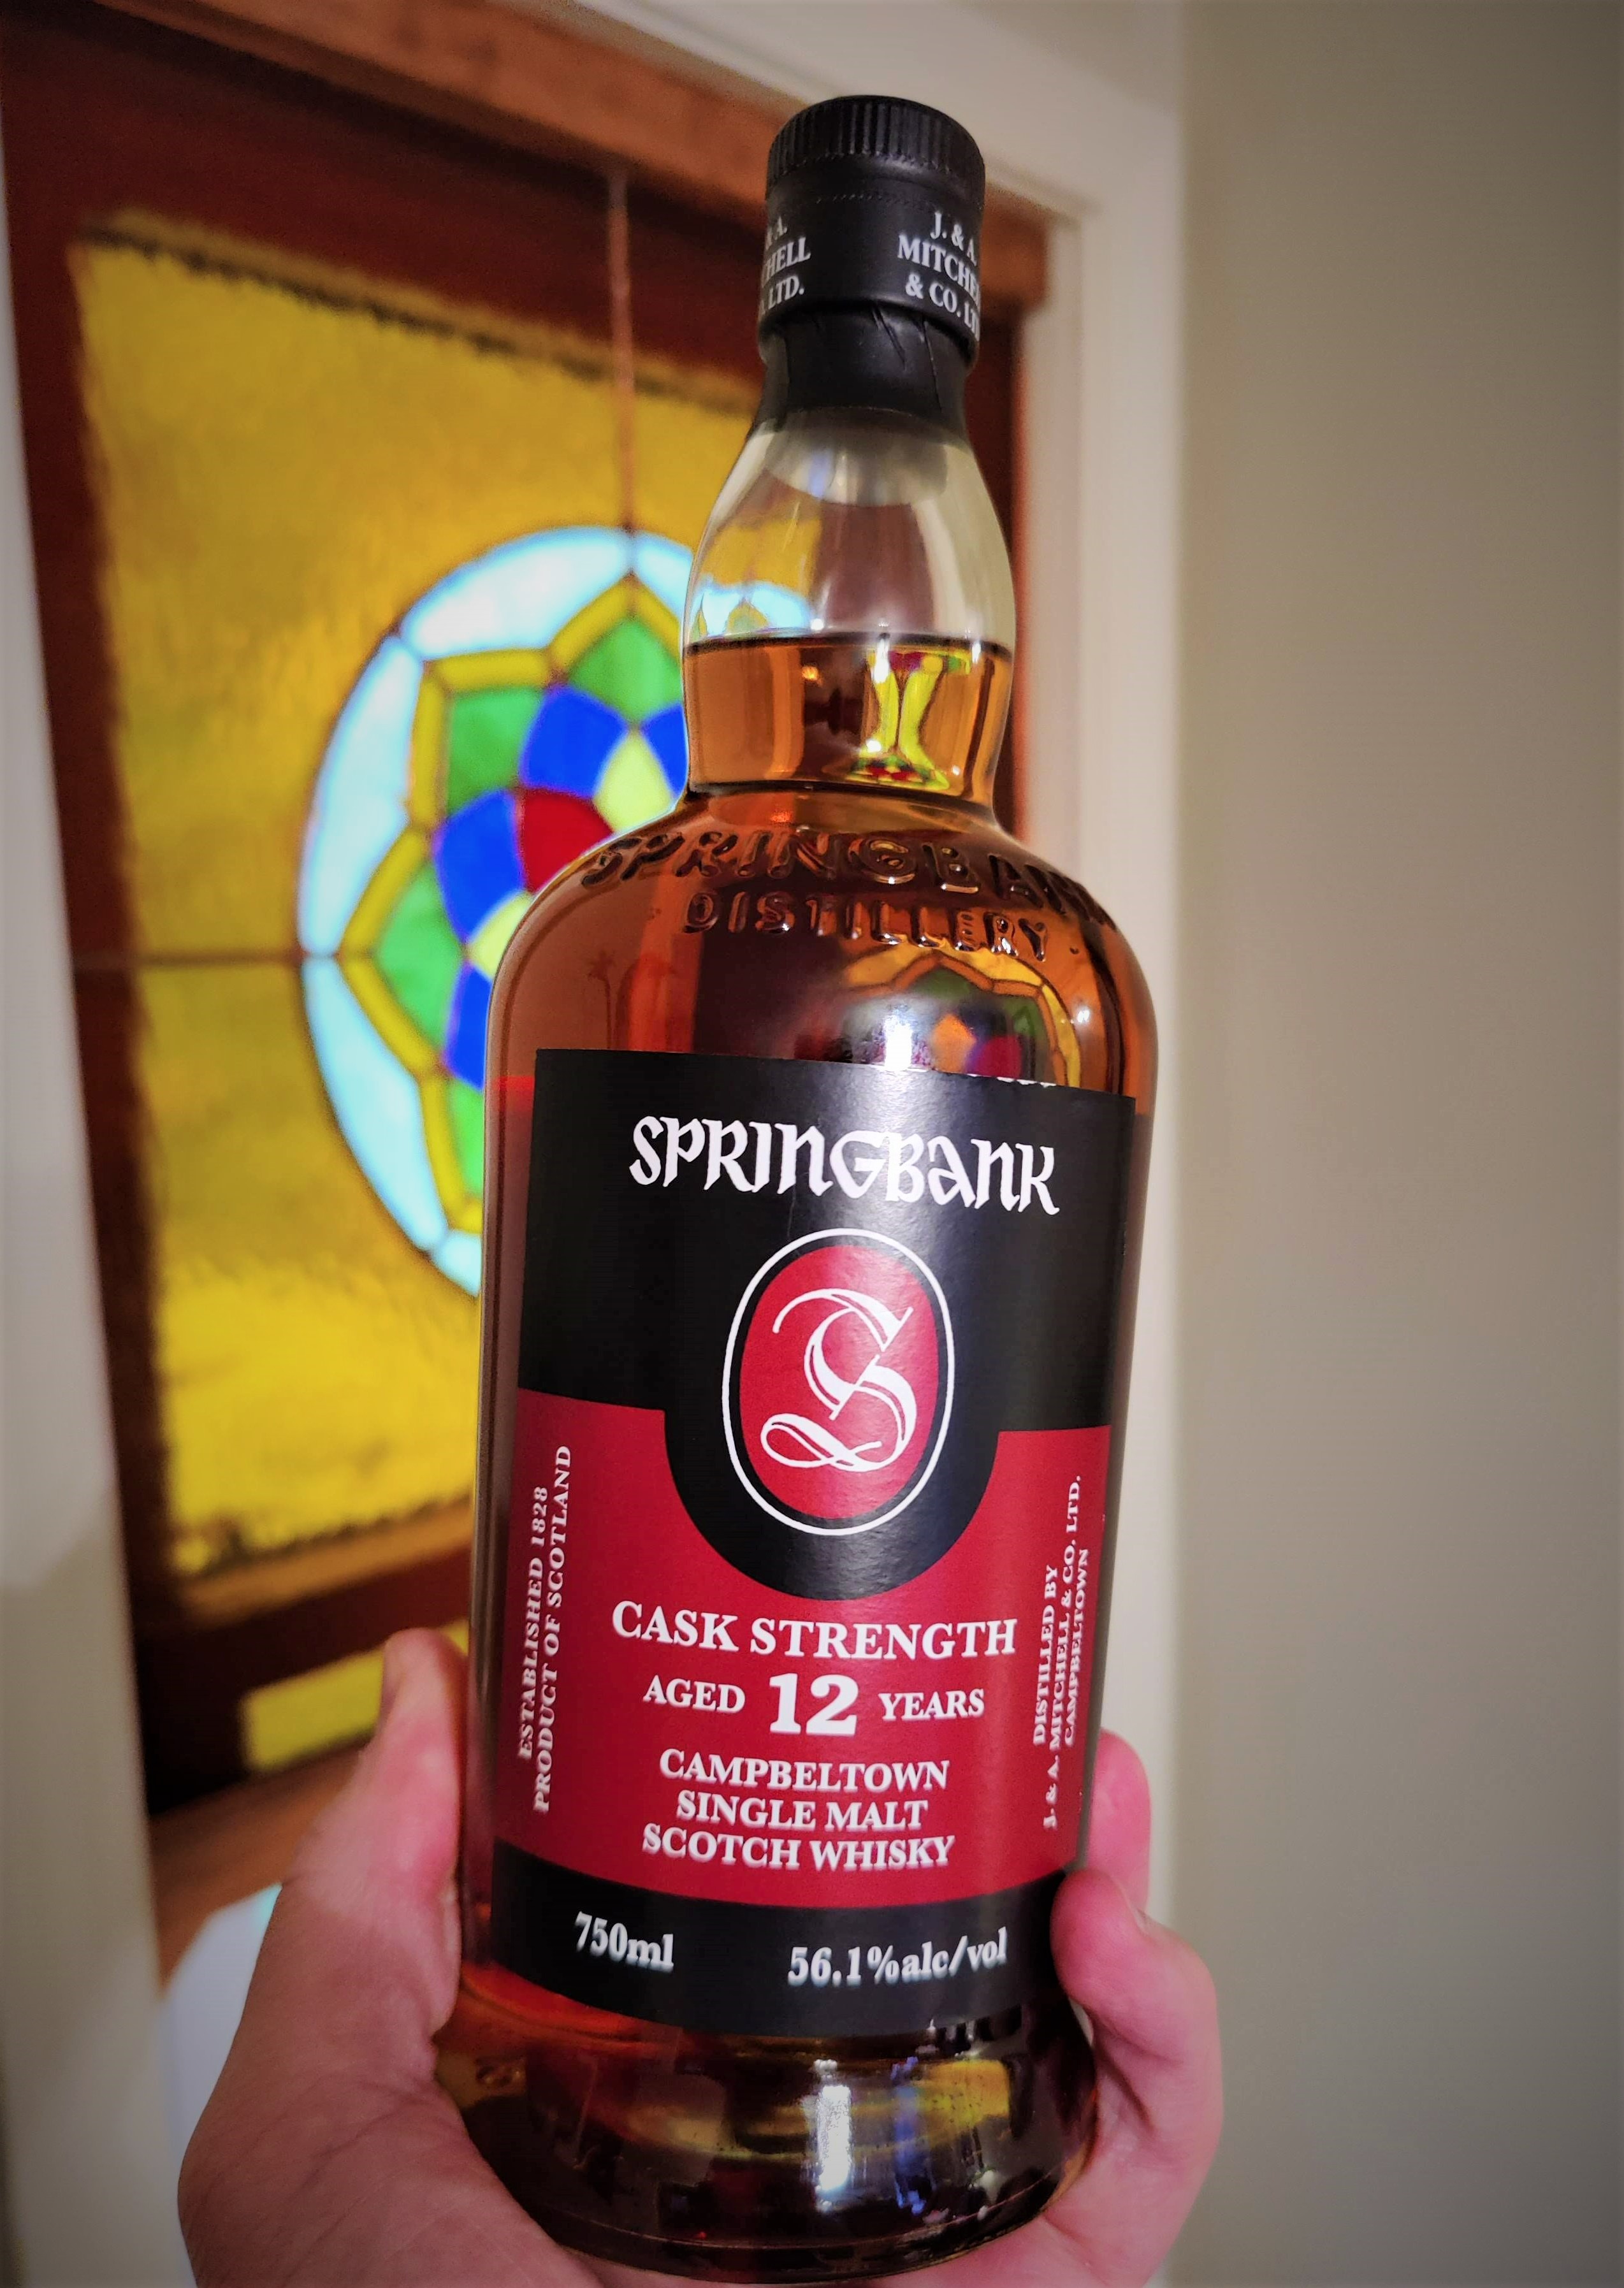 J. & A.
MITCHELL
& CO. LTD.
SPRINGBANK
DISTILLERY
SPRINGBANK
S
ESTABLISHED 1828
PRODUCT OF SCOTLAND
CASK STRENGTH
AGED 12 YEARS
CAMPBELTOWN
SINGLE MALT
SCOTCH WHISKY
DISTILLED BY
J. & A. MITCHELL & CO. LTD.
CAMPBELTOWN
750ml 56.1%alc/vol